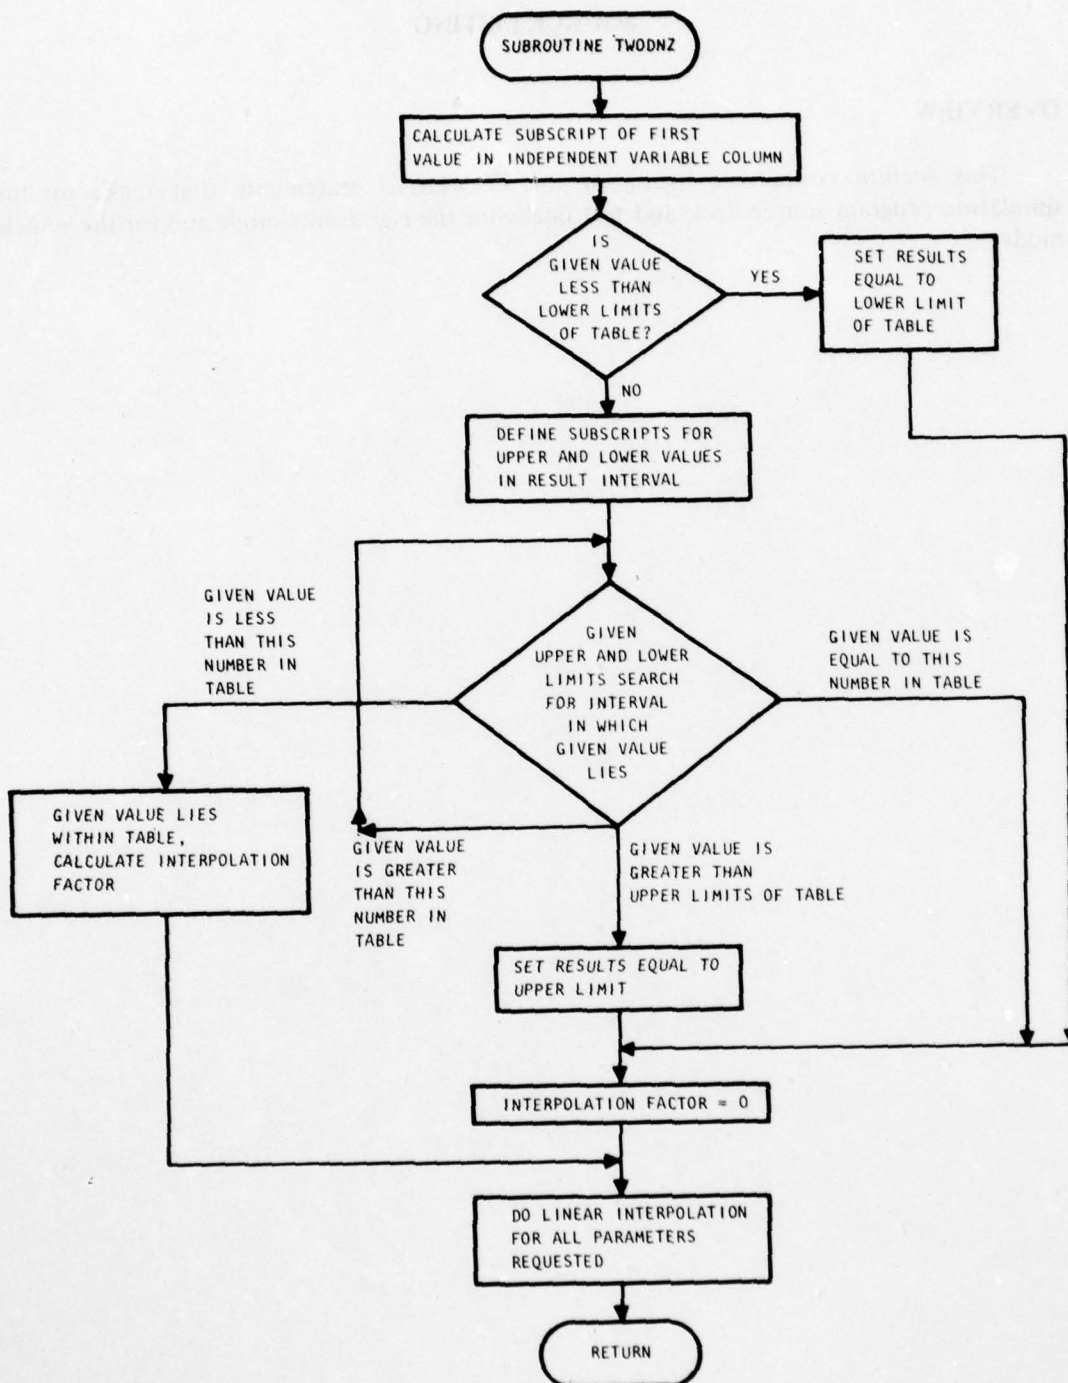 SUBROUTINE TWODNZ
OVERVIEW
CALCULATE SUBSCRIPT OF FIRST
VALUE IN INDEPENDENT VARIABLE COLUMN
IS
GIVEN VALUE
LESS THAN
LOWER LIMITS
OF TABLE?
YES
SET RESULTS
EQUAL TO
LOWER LIMIT
OF TABLE
NO
DEFINE SUBSCRIPTS FOR
UPPER AND LOWER VALUES
IN RESULT INTERVAL
GIVEN VALUE
IS LESS
THAN THIS
NUMBER IN
TABLE
GIVEN
UPPER AND LOWER
LIMITS SEARCH
FOR INTERVAL
IN WHICH
GIVEN VALUE
LIES
GIVEN VALUE IS
EQUAL TO THIS
NUMBER IN TABLE
GIVEN VALUE LIES
WITHIN TABLE,
CALCULATE INTERPOLATION
FACTOR
GIVEN VALUE
IS GREATER
THAN THIS
NUMBER IN
TABLE
GIVEN VALUE IS
GREATER THAN
UPPER LIMITS OF TABLE
SET RESULTS EQUAL TO
UPPER LIMIT
INTERPOLATION FACTOR = 0
DO LINEAR INTERPOLATION
FOR ALL PARAMETERS
REQUESTED
RETURN